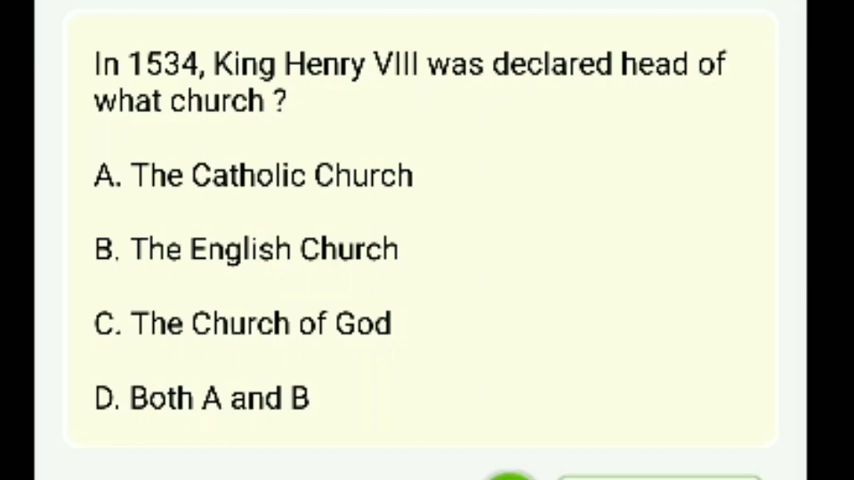 In 1534, King Henry VIII was declared head of
what church ?
A. The Catholic Church
B. The English Church
C. The Church of God
D. Both A and B